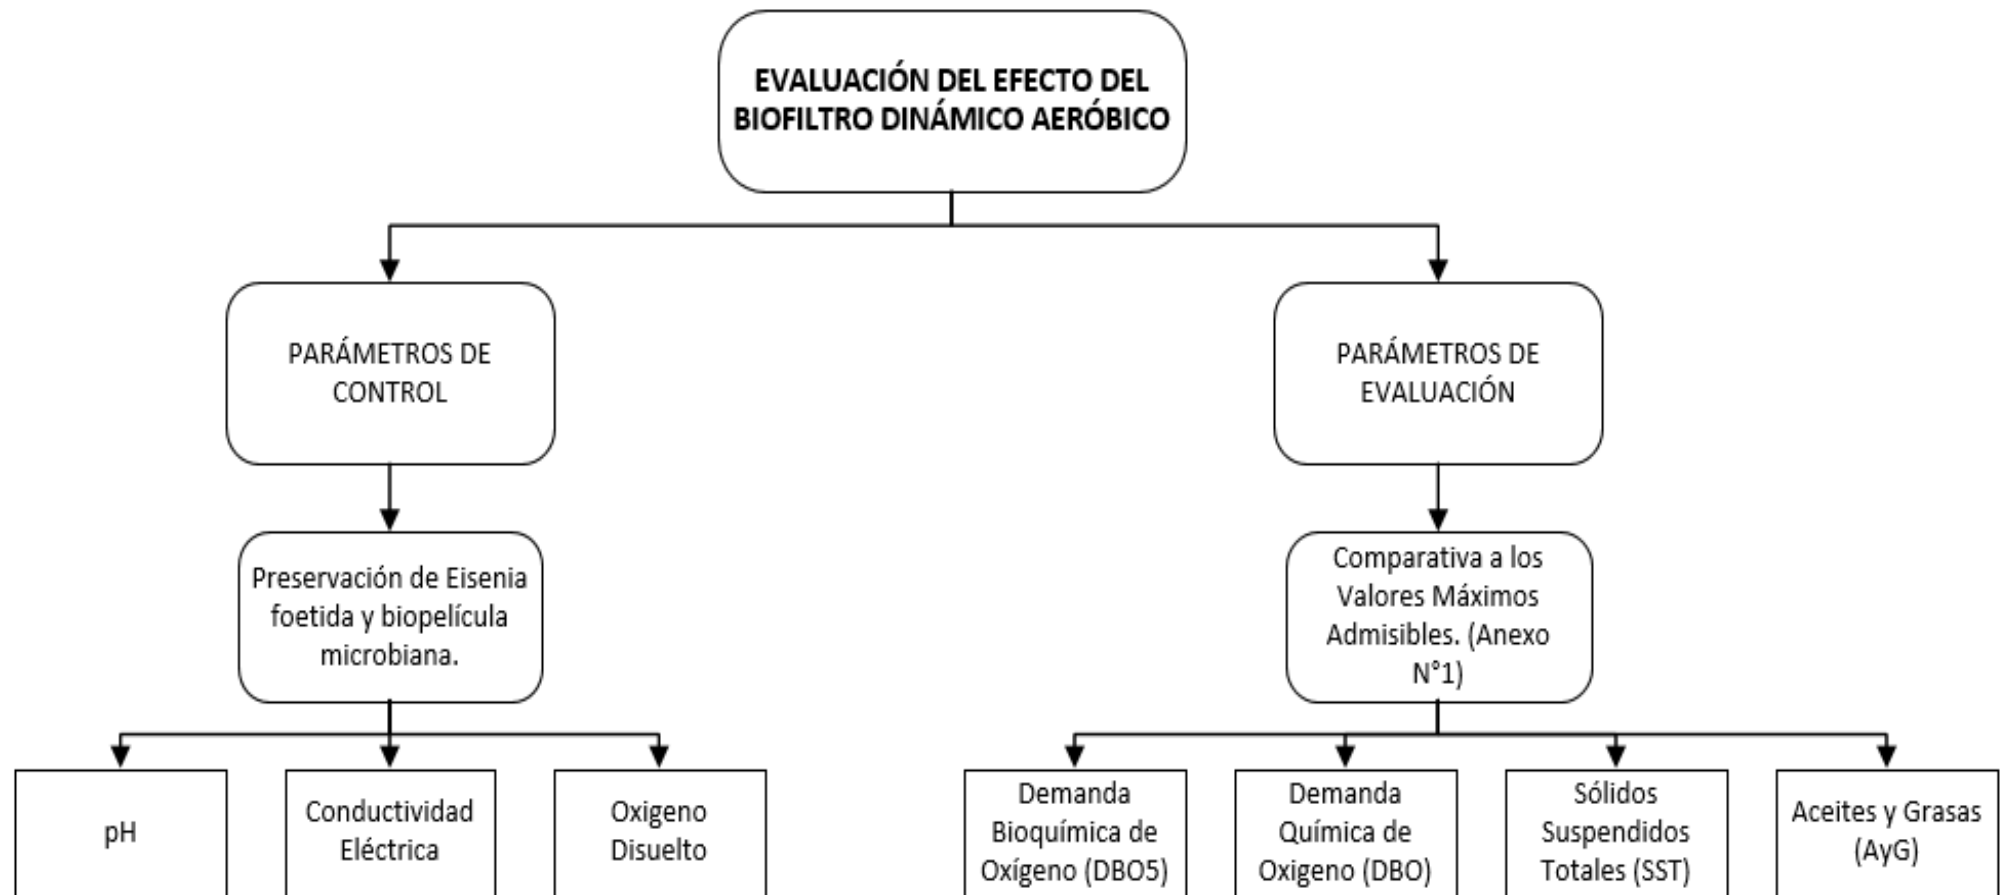 EVALUACIÓN DEL EFECTO DEL
BIOFILTRO DINÁMICO AERÓBICO
PARÁMETROS DE
CONTROL
PARÁMETROS DE
EVALUACIÓN
Preservación de Eisenia
foetida y biopelícula
microbiana.
Comparativa a los
Valores Máximos
Admisibles. (Anexo
N°1)
pH
Conductividad
Eléctrica
Oxigeno
Disuelto
Demanda
Bioquímica de
Oxígeno (DBO5)
Demanda
Química de
Oxigeno (DBO)
Sólidos
Suspendidos
Totales (SST)
Aceites y Grasas
(AyG)